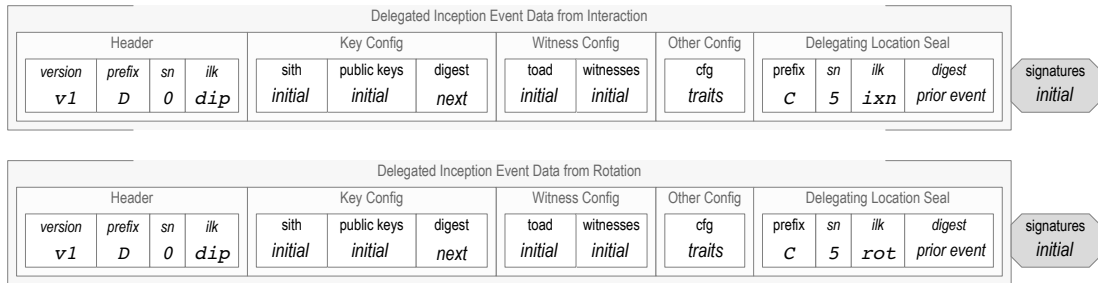 Delegated Inception Event Data from Interaction
Header Key Config Witness Config Other Config Delegating Location Seal
version prefix sn ilk sith public keys digest toad witnesses cfg prefix sn ilk digest signatures
v1 D 0 dip initial initial next initial initial traits C 5 ixn prior event initial
Delegated Inception Event Data from Rotation
Header Key Config Witness Config Other Config Delegating Location Seal
version prefix sn ilk sith public keys digest toad witnesses cfg prefix sn ilk digest signatures
v1 D 0 dip initial initial next initial initial traits C 5 rot prior event initial